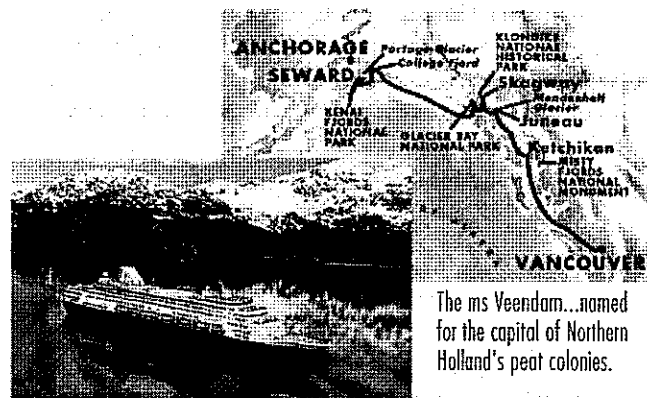 ANCHORAGE
Portage Glacier
College Fjord
SEWARD
KENAI
FJORDS
NATIONAL
PARK
KLONDIKE
NATIONAL
HISTORICAL
PARK
Skagway
Mendenhall
Glacier
Juneau
GLACIER BAY
NATIONAL PARK
Ketchikan
MISTY
FJORDS
NATIONAL
MONUMENT
VANCOUVER
The ms Veendam...named
for the capital of Northern
Holland's peat colonies.